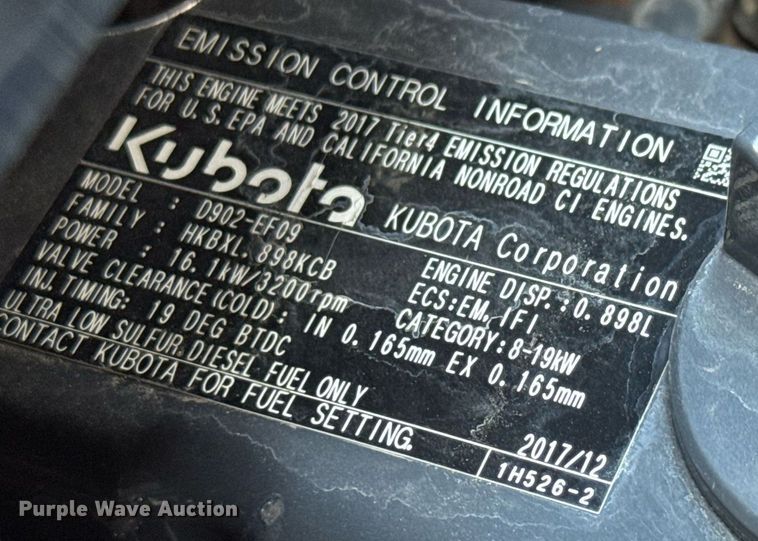 EMISSION CONTROL INFORMATION
THIS ENGINE MEETS 2017 Tier4 EMISSION REGULATIONS
FOR U.S.EPA AND CALIFORNIA NONROAD CI ENGINES.
Kubota KUBOTA Corporation
MODEL : D902-EF09 ENGINE DISP.:0.898L
FAMILY : HKBXL.898KCB ECS:EM,IFI
POWER : 16.1kW/3200rpm CATEGORY:8-19kW
VALVE CLEARANCE(COLD): IN 0.165mm EX 0.165mm
INJ.TIMING: 19 DEG BTDC
ULTRA LOW SULFUR DIESEL FUEL ONLY 2017/12
CONTACT KUBOTA FOR FUEL SETTING. 1H526-2
Purple Wave Auction